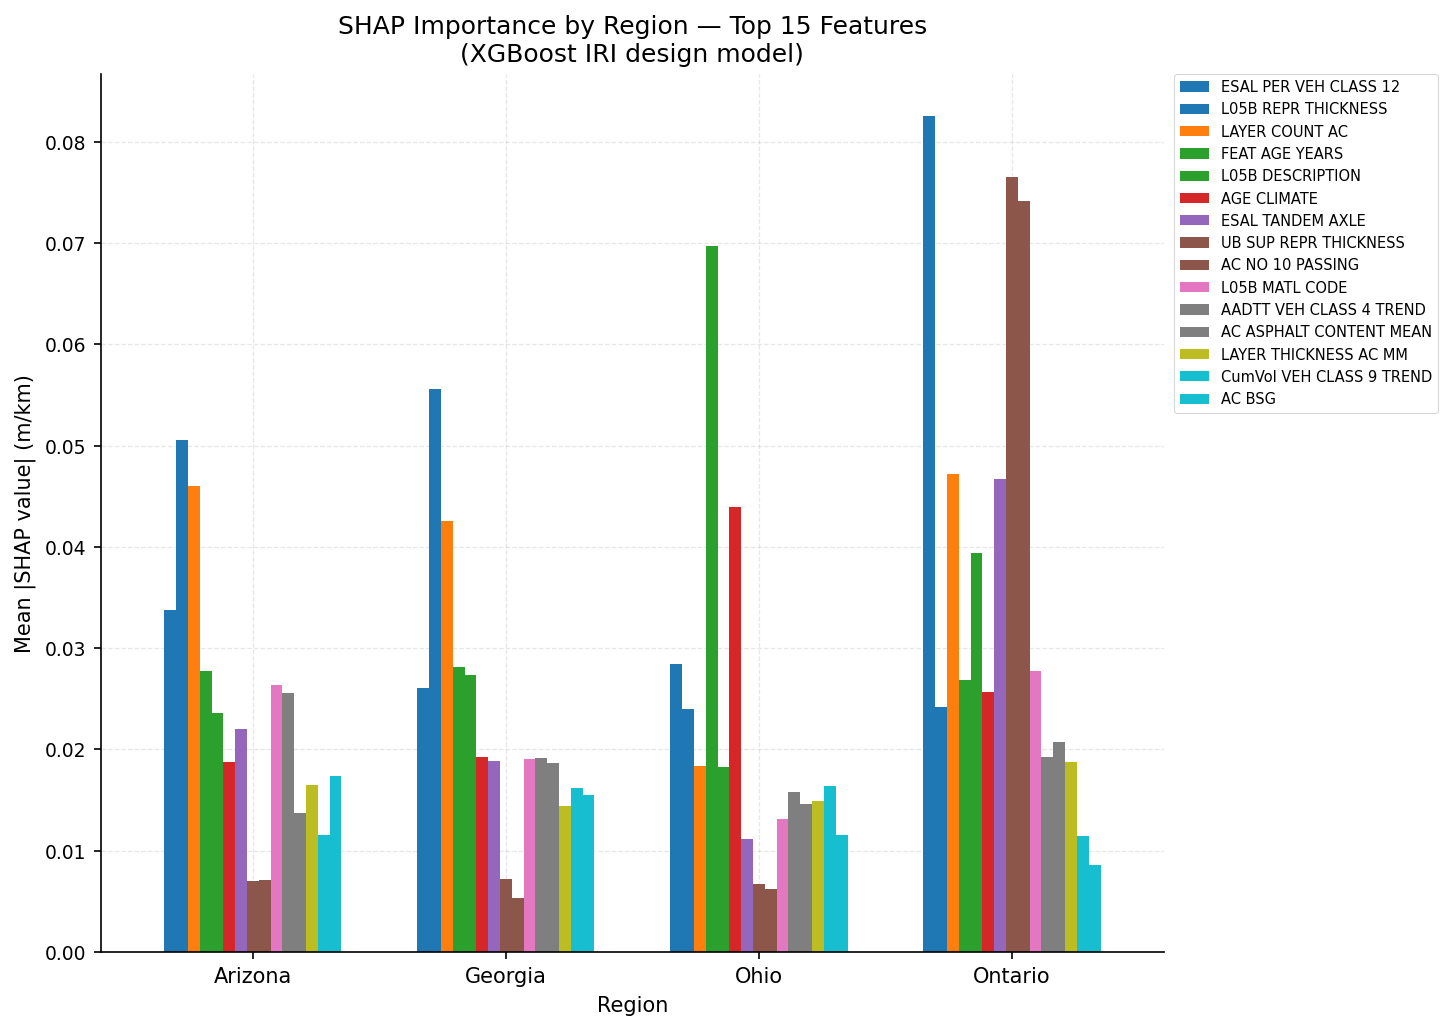 SHAP Importance by Region — Top 15 Features
(XGBoost IRI design model)
ESAL PER VEH CLASS 12
L05B REPR THICKNESS
LAYER COUNT AC
FEAT AGE YEARS
L05B DESCRIPTION
AGE CLIMATE
ESAL TANDEM AXLE
UB SUP REPR THICKNESS
AC NO 10 PASSING
L05B MATL CODE
AADTT VEH CLASS 4 TREND
AC ASPHALT CONTENT MEAN
LAYER THICKNESS AC MM
CumVol VEH CLASS 9 TREND
AC BSG
Mean |SHAP value| (m/km)
0.08
0.07
0.06
0.05
0.04
0.03
0.02
0.01
0.00
Arizona
Georgia
Ohio
Ontario
Region